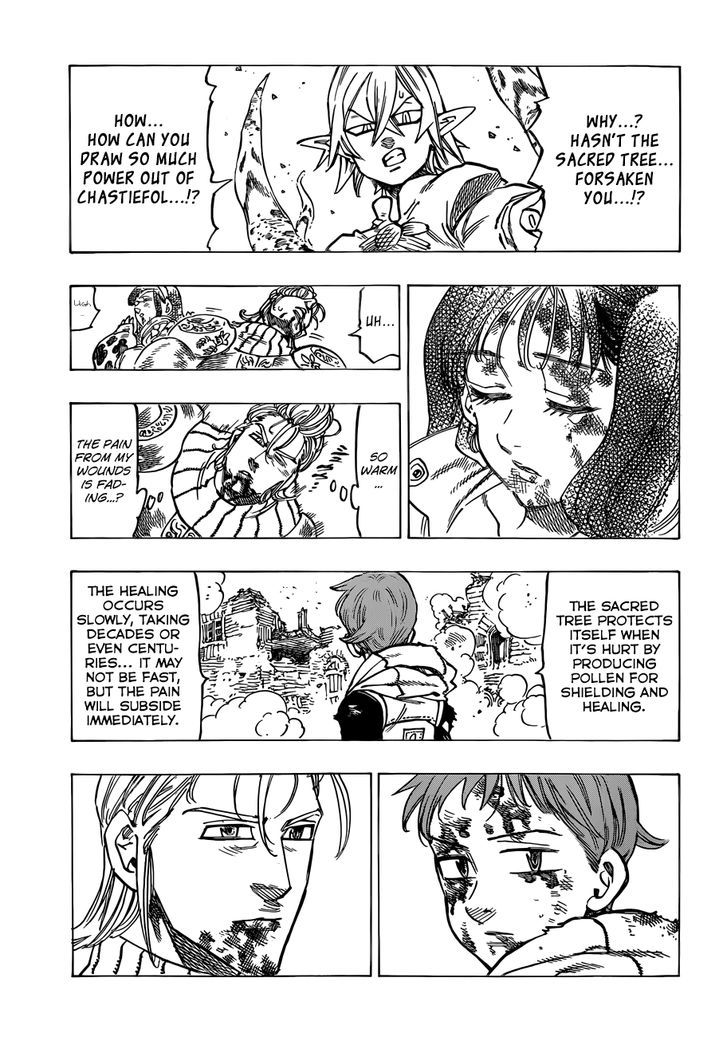 WHY...?
HASN'T THE
SACRED TREE...
FORSAKEN
YOU...!?
HOW...
HOW CAN YOU
DRAW SO MUCH
POWER OUT OF
CHASTIEFOL...!?
UH...
SO
WARM
...
THE PAIN
FROM MY
WOUNDS
IS FAD-
ING...?
THE SACRED
TREE PROTECTS
ITSELF WHEN
IT'S HURT BY
PRODUCING
POLLEN FOR
SHIELDING AND
HEALING.
THE HEALING
OCCURS
SLOWLY, TAKING
DECADES OR
EVEN CENTU-
RIES... IT MAY
NOT BE FAST,
BUT THE PAIN
WILL SUBSIDE
IMMEDIATELY.